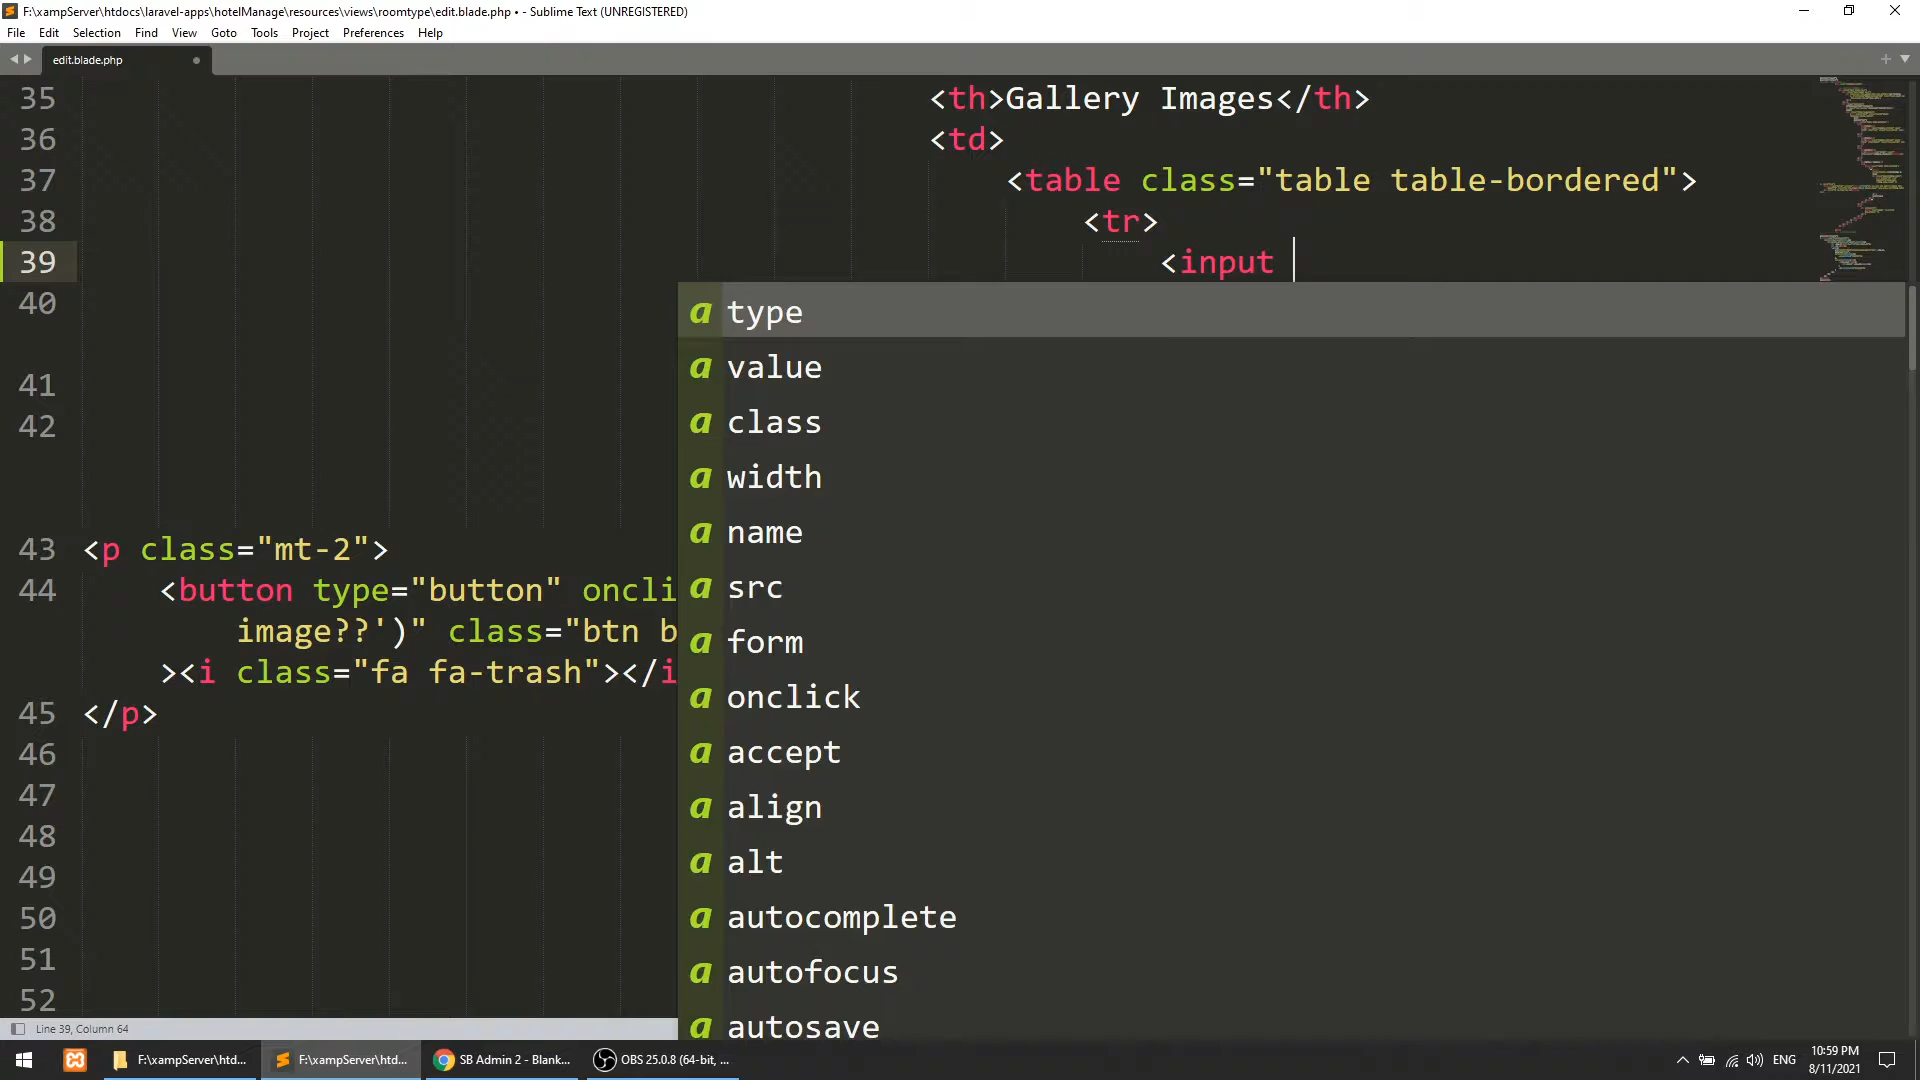 F:\xampServer\htdocs\laravel-apps\hotelManage\resources\views\roomtype\edit.blade.php • - Sublime Text (UNREGISTERED)
File Edit Selection Find View Goto Tools Project Preferences Help
edit.blade.php
35 <th>Gallery Images</th>
36 <td>
37 <table class="table table-bordered">
38 <tr>
39 <input
40
41
42
43 <p class="mt-2">
44 <button type="button" oncli
image??')" class="btn b
><i class="fa fa-trash"></i
45 </p>
46
47
48
49
50
51
52
a type
a value
a class
a width
a name
a src
a form
a onclick
a accept
a align
a alt
a autocomplete
a autofocus
a autosave
Line 39, Column 64
F:\xampServer\htd... F:\xampServer\htd... SB Admin 2 - Blank... OBS 25.0.8 (64-bit, ... ENG 10:59 PM
8/11/2021